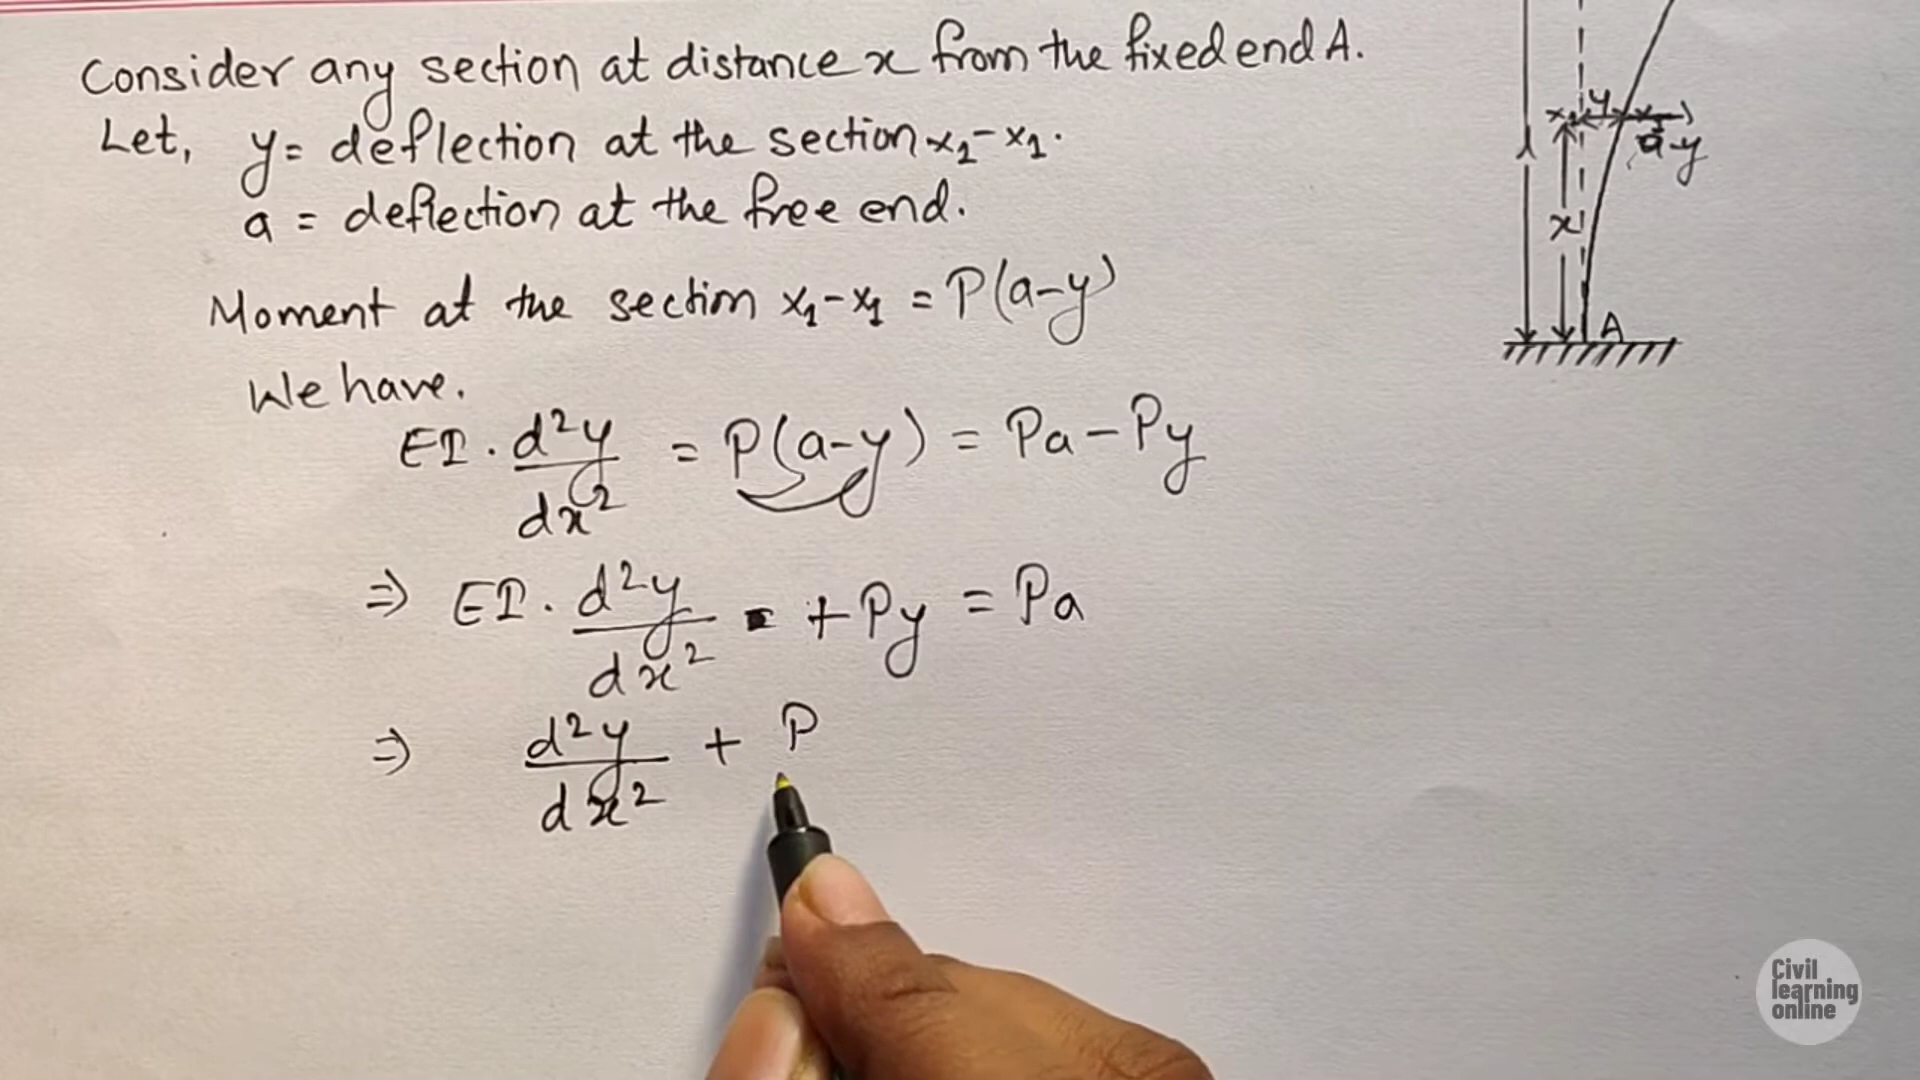 Consider any section at distance x from the fixed end A.
Let, y = deflection at the section x₁-x₁.
a = deflection at the free end.
Moment at the section x₁-x₁ = P(a-y)
We have.
EI . d²y/dx² = P(a-y) = Pa - Py
⇒ EI . d²y/dx² + Py = Pa
⇒ d²y/dx² + P
y
x x
a-y
l
x
A
Civil
learning
online